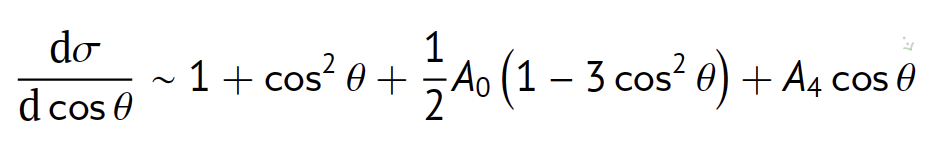 dσ/d cos θ ~ 1 + cos² θ + 1/2 A₀ (1 − 3 cos² θ) + A₄ cos θ